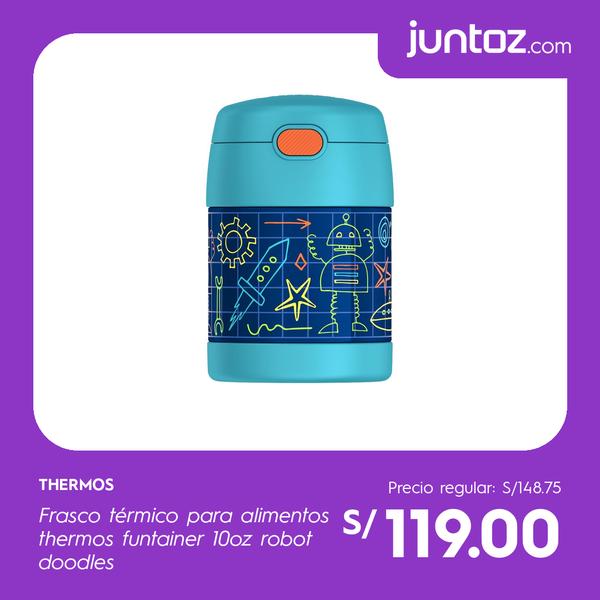 juntoz.com
THERMOS
Precio regular: S/148.75
Frasco térmico para alimentos
thermos funtainer 10oz robot
doodles
S/119.00